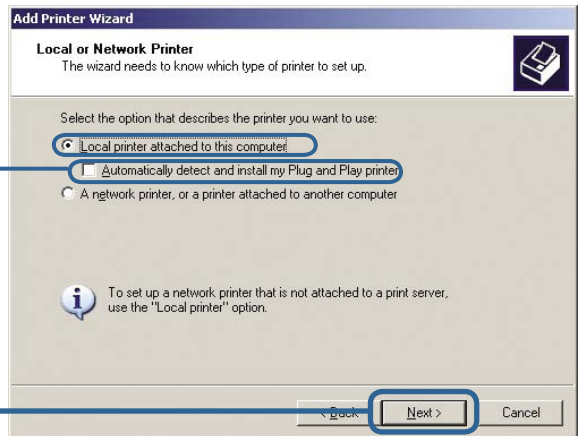 Add Printer Wizard
Local or Network Printer
The wizard needs to know which type of printer to set up.
Select the option that describes the printer you want to use:
Local printer attached to this computer
Automatically detect and install my Plug and Play printer
A network printer, or a printer attached to another computer
To set up a network printer that is not attached to a print server,
use the "Local printer" option.
< Back Next > Cancel